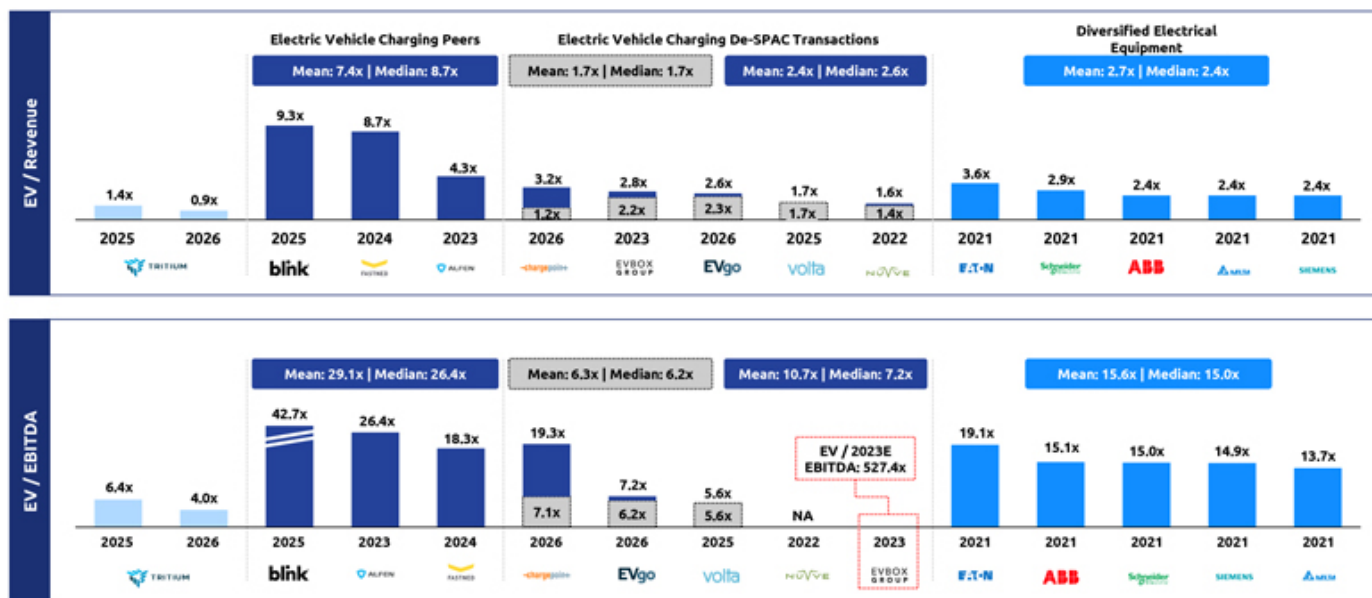 Electric Vehicle Charging Peers
Electric Vehicle Charging De-SPAC Transactions
Diversified Electrical
Equipment
Mean: 7.4x | Median: 8.7x
Mean: 1.7x | Median: 1.7x
Mean: 2.4x | Median: 2.6x
Mean: 2.7x | Median: 2.4x
EV / Revenue
1.4x 0.9x 9.3x 8.7x 4.3x 3.2x 2.8x 2.6x 1.7x 1.6x 3.6x 2.9x 2.4x 2.4x 2.4x
1.2x 2.2x 2.3x 1.7x 1.4x
2025 2026 2025 2024 2023 2026 2023 2026 2025 2022 2021 2021 2021 2021 2021
TRITIUM blink FASTNED ALFEN -chargepoin+ EVBOX GROUP EVgo volta NUVVE EATON Schneider ABB SIEMENS
Mean: 29.1x | Median: 26.4x
Mean: 6.3x | Median: 6.2x
Mean: 10.7x | Median: 7.2x
Mean: 15.6x | Median: 15.0x
EV / EBITDA
6.4x 4.0x 42.7x 26.4x 18.3x 19.3x 7.2x 5.6x NA 19.1x 15.1x 15.0x 14.9x 13.7x
7.1x 6.2x 5.6x
EV / 2023E
EBITDA: 527.4x
2025 2026 2025 2023 2024 2026 2026 2025 2022 2023 2021 2021 2021 2021 2021
TRITIUM blink ALFEN FASTNED -chargepoin+ EVgo volta NUVVE EVBOX GROUP EATON ABB Schneider SIEMENS